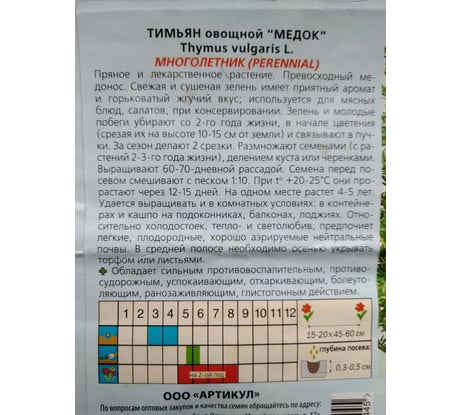 ТИМЬЯН овощной "МЕДОК"
Thymus vulgaris L.
МНОГОЛЕТНИК (PERENNIAL)
Пряное и лекарственное растение. Превосходный ме-
донос. Свежая и сушеная зелень имеет приятный аромат
и горьковатый жгучий вкус; используется для мясных
блюд, салатов, при консервировании. Зелень и молодые
побеги убирают со 2-го года жизни, в начале цветения
(срезая их на высоте 10-15 см от земли) и связывают в пуч-
ки. За сезон делают 2 срезки. Размножают семенами (с ра-
стений 2-3-го года жизни), делением куста или черенками.
Выращивают 60-70-дневной рассадой. Семена перед по-
севом смешивают с песком 1:10. При t° +20-25°С они про-
растают через 12-15 дней. На одном месте растет 4-5 лет.
Удается выращивать и в комнатных условиях: в контейне-
рах и кашпо на подоконниках, балконах, лоджиях. Отно-
сительно холодостоек, тепло- и светолюбив, предпочитет
легкие, плодородные, хорошо аэрируемые нейтральные
почвы. В средней полосе необходимо осенью укрывать
торфом или листьями.
Обладает сильным противовоспалительным, противо-
судорожным, успокаивающим, отхаркивающим, болеуто-
ляющим, ранозаживляющим, глистогонным действием.
1 2 3 4 5 6 7 8 9 10 11 12
15-20×45-60 см
глубина посева:
0,3-0,5 см
на 2-ой год
ООО "АРТИКУЛ"
По вопросам оптовых закупок и качества семян обращайтесь по адресу: